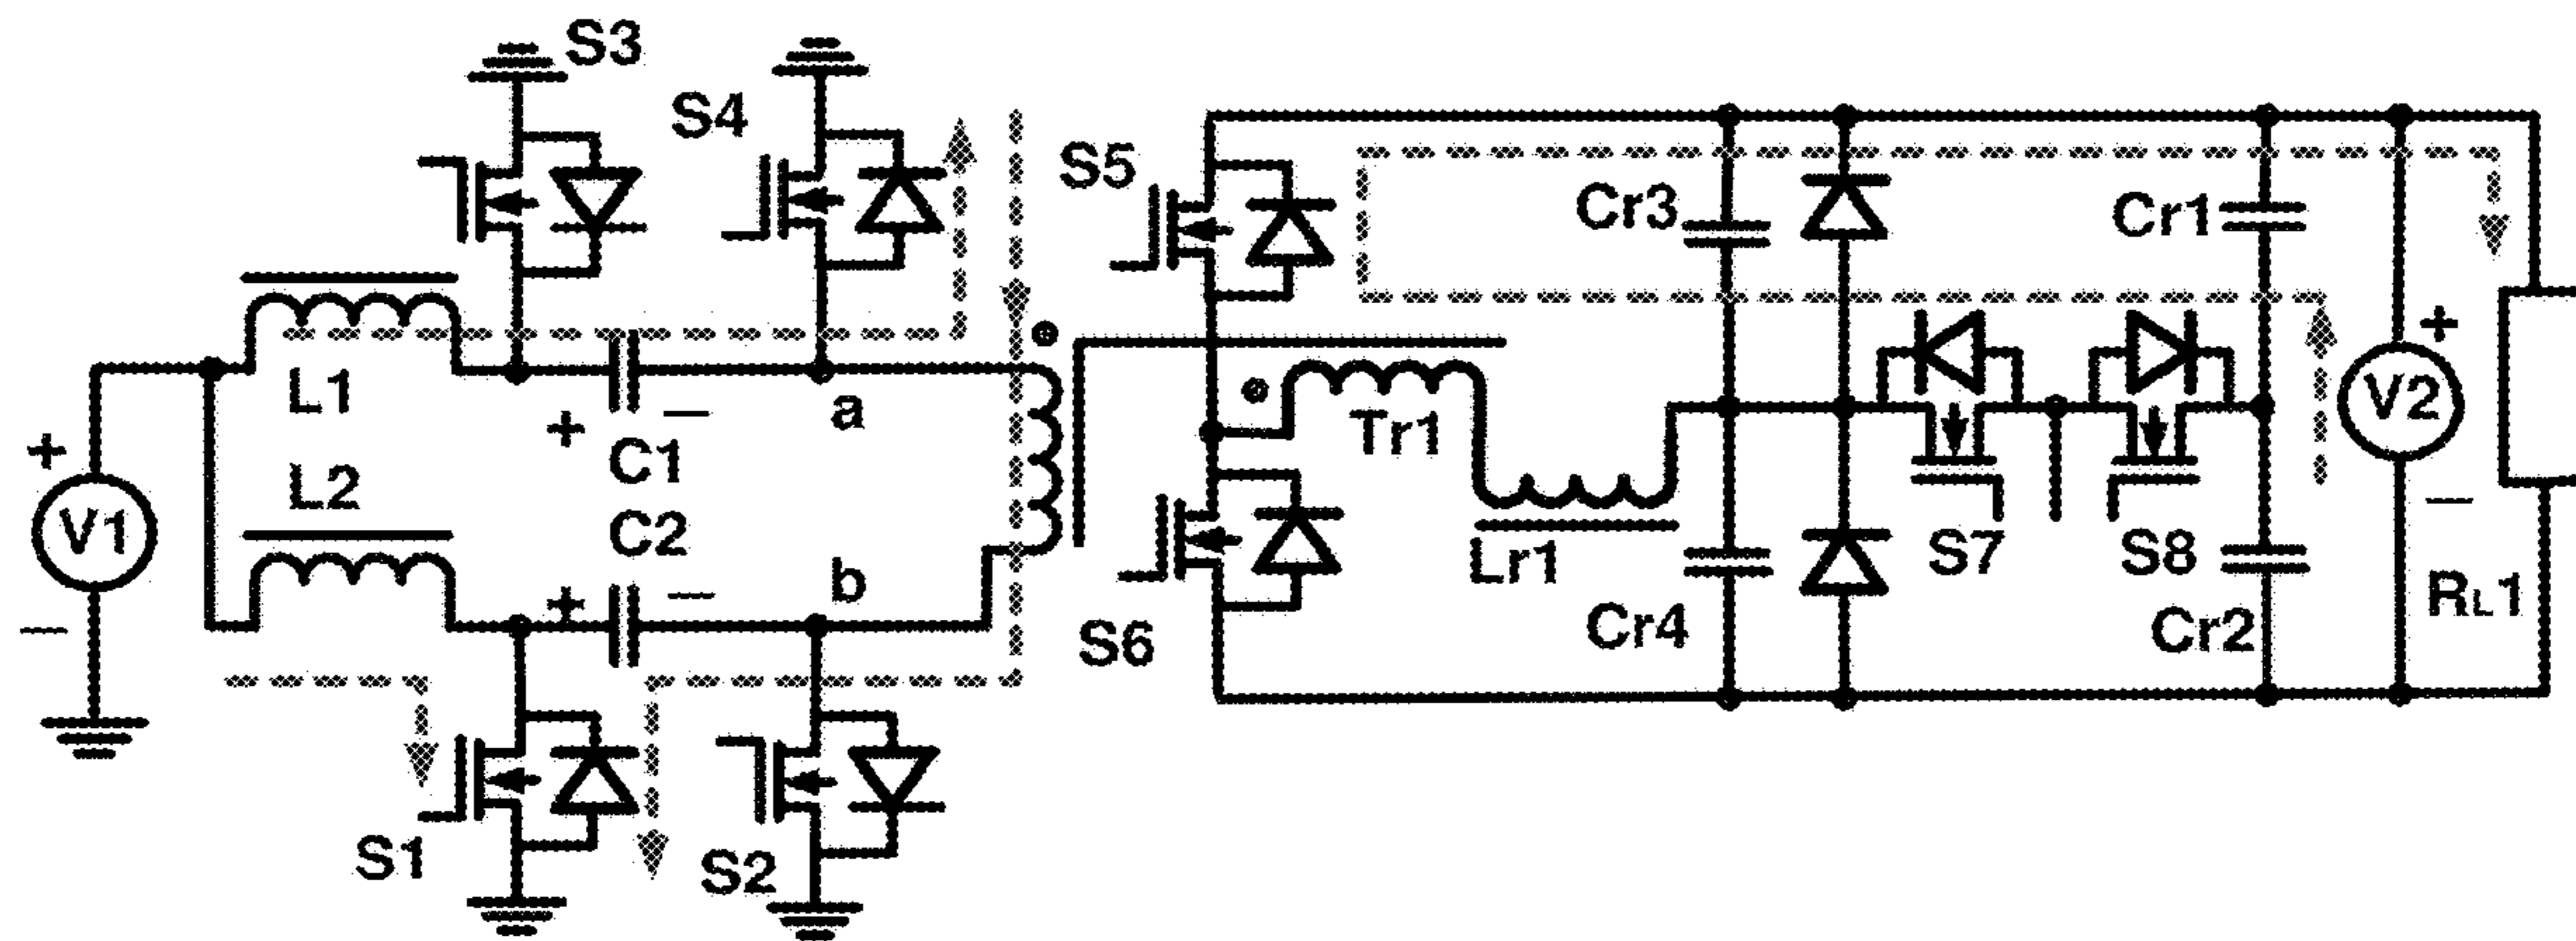 S3
S4
S5
Cr3
Cr1
L1
+
−
a
Tr1
+
V2
+
C1
L2
V1
C2
+
−
b
Lr1
S7
S8
−
RL1
−
S6
Cr4
Cr2
S1
S2